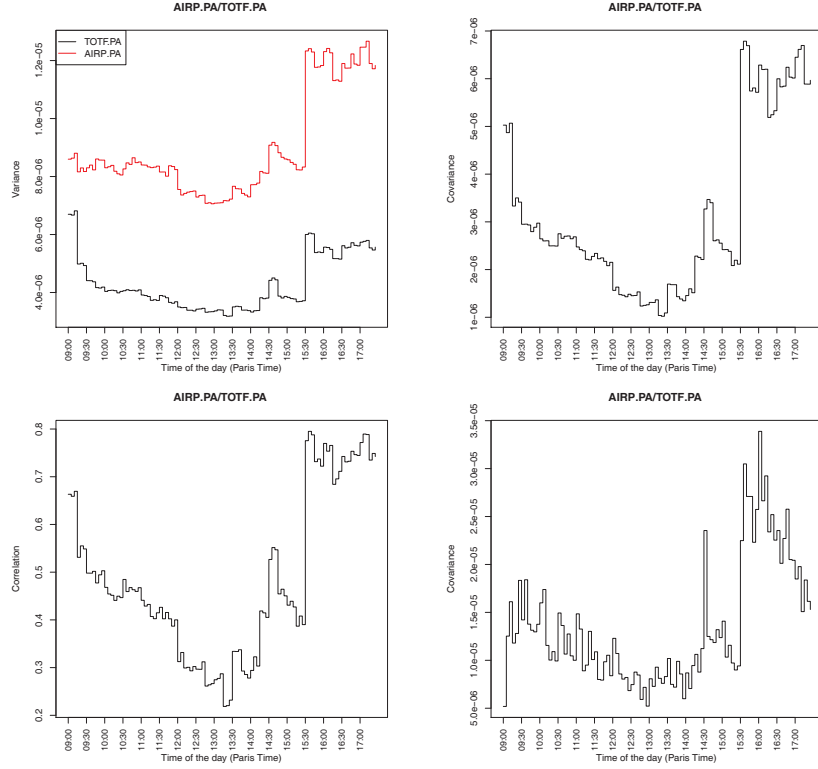 AIRP.PA/TOTF.PA
TOTF.PA
AIRP.PA
Variance
4.0e−06
6.0e−06
8.0e−06
1.0e−05
1.2e−05
09:00
09:30
10:00
10:30
11:00
11:30
12:00
12:30
13:00
13:30
14:00
14:30
15:00
15:30
16:00
16:30
17:00
Time of the day (Paris Time)
AIRP.PA/TOTF.PA
Covariance
1e−06
2e−06
3e−06
4e−06
5e−06
6e−06
7e−06
09:00
09:30
10:00
10:30
11:00
11:30
12:00
12:30
13:00
13:30
14:00
14:30
15:00
15:30
16:00
16:30
17:00
Time of the day (Paris Time)
AIRP.PA/TOTF.PA
Correlation
0.2
0.3
0.4
0.5
0.6
0.7
0.8
09:00
09:30
10:00
10:30
11:00
11:30
12:00
12:30
13:00
13:30
14:00
14:30
15:00
15:30
16:00
16:30
17:00
Time of the day (Paris Time)
AIRP.PA/TOTF.PA
Covariance
5.0e−06
1.0e−05
1.5e−05
2.0e−05
2.5e−05
3.0e−05
3.5e−05
09:00
09:30
10:00
10:30
11:00
11:30
12:00
12:30
13:00
13:30
14:00
14:30
15:00
15:30
16:00
16:30
17:00
Time of the day (Paris Time)